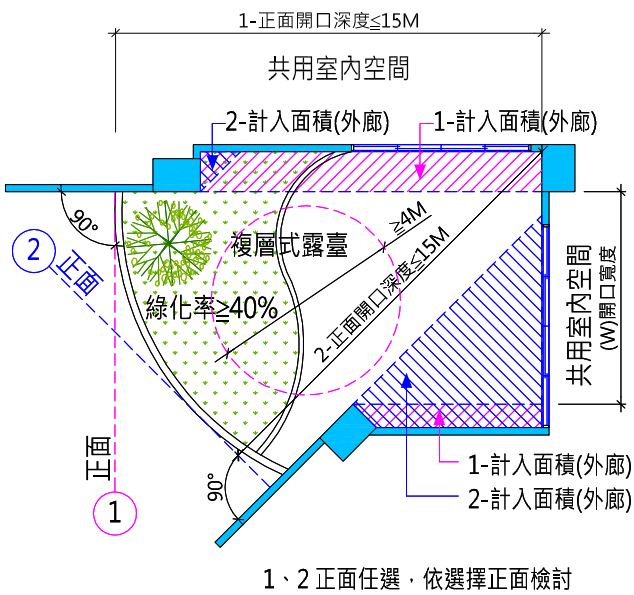 1-正面開口深度≦15M
共用室內空間
2-計入面積(外廊)
1-計入面積(外廊)
90°
≧4M
2
正面
複層式露臺
2-正面開口深度≦15M
綠化率≧40%
共用室內空間
(W)開口寬度
正面
1
90°
1-計入面積(外廊)
2-計入面積(外廊)
1、2 正面任選，依選擇正面檢討